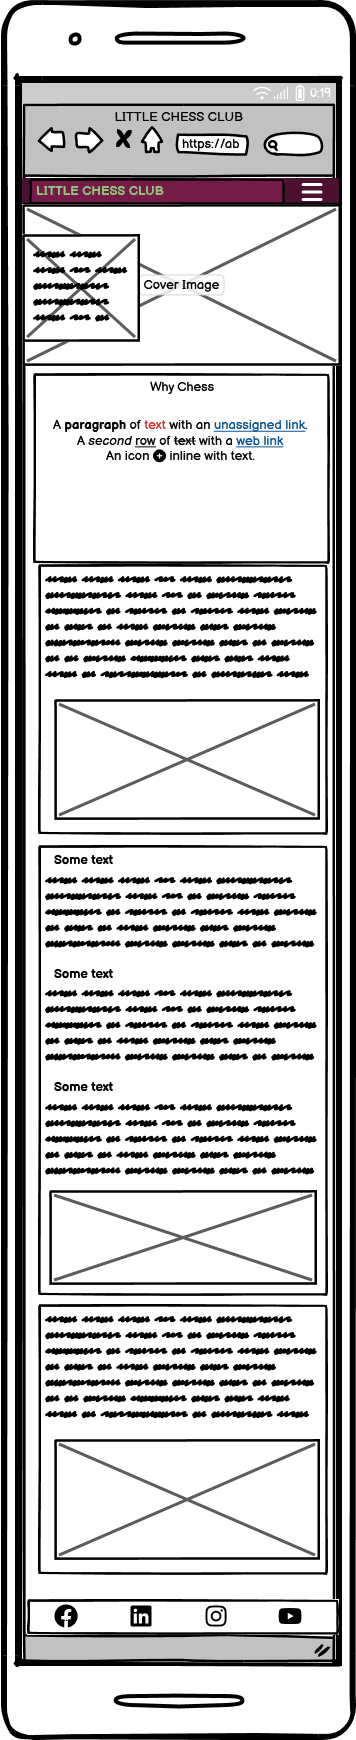 0:19
LITTLE CHESS CLUB
https://ab
LITTLE CHESS CLUB
Cover Image
Why Chess
A paragraph of text with an unassigned link.
A second row of text with a web link
An icon inline with text.
Some text
Some text
Some text